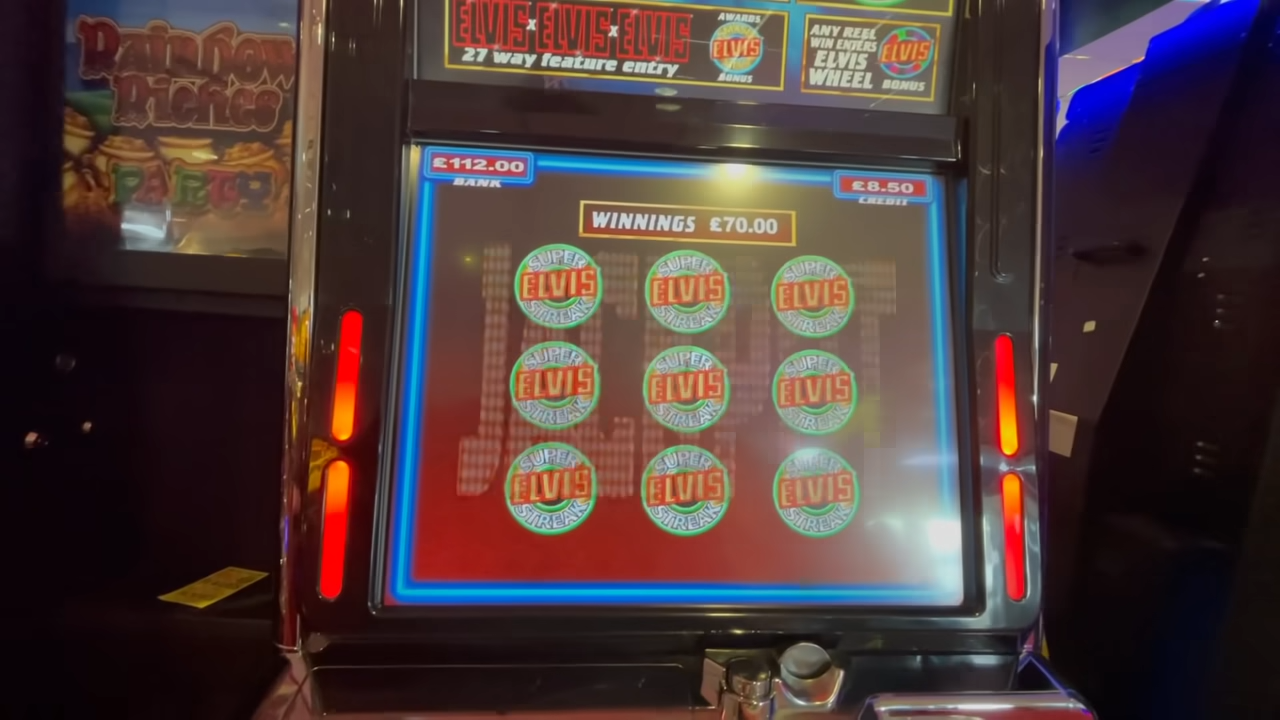 ELVIS x ELVIS x ELVIS
27 way feature entry
AWARDS
ELVIS
BONUS
ANY REEL
WIN ENTERS
ELVIS
WHEEL
ELVIS
BONUS
Rainbow
Riches
PARTY
£112.00
BANK
£8.50
CREDIT
WINNINGS £70.00
SUPER
ELVIS
STREAK
SUPER
ELVIS
STREAK
SUPER
ELVIS
STREAK
SUPER
ELVIS
STREAK
SUPER
ELVIS
STREAK
SUPER
ELVIS
STREAK
SUPER
ELVIS
STREAK
SUPER
ELVIS
STREAK
SUPER
ELVIS
STREAK